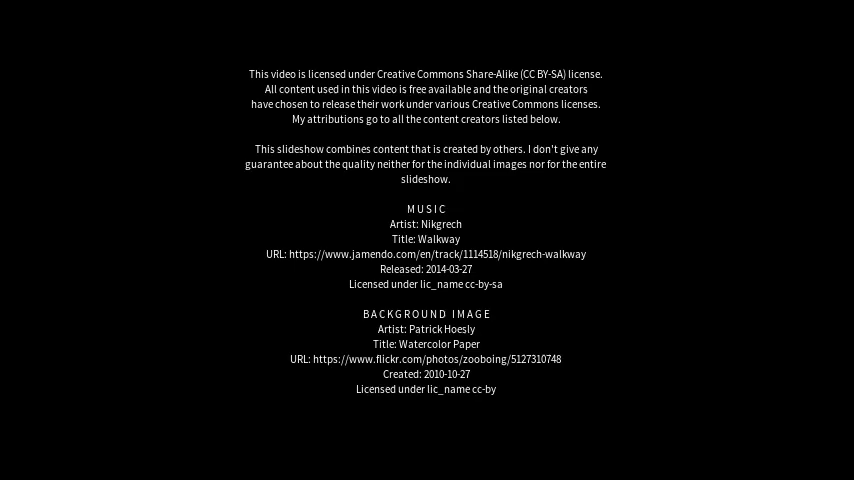 This video is licensed under Creative Commons Share-Alike (CC BY-SA) license.
All content used in this video is free available and the original creators
have chosen to release their work under various Creative Commons licenses.
My attributions go to all the content creators listed below.
This slideshow combines content that is created by others. I don't give any
guarantee about the quality neither for the individual images nor for the entire
slideshow.
MUSIC
Artist: Nikgrech
Title: Walkway
URL: https://www.jamendo.com/en/track/1114518/nikgrech-walkway
Released: 2014-03-27
Licensed under lic_name cc-by-sa
BACKGROUND IMAGE
Artist: Patrick Hoesly
Title: Watercolor Paper
URL: https://www.flickr.com/photos/zooboing/5127310748
Created: 2010-10-27
Licensed under lic_name cc-by